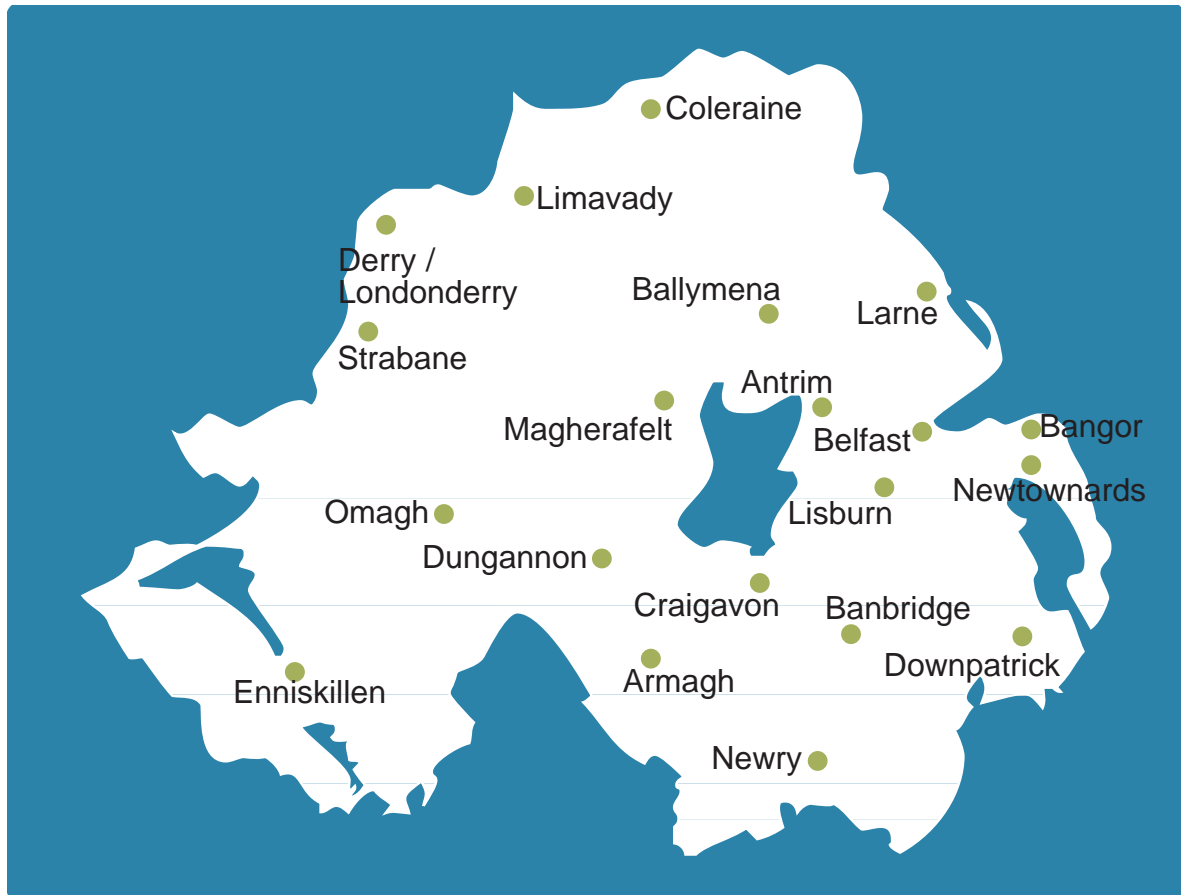 Coleraine
Limavady
Derry /
Londonderry
Ballymena
Larne
Strabane
Antrim
Magherafelt
Belfast
Bangor
Newtownards
Omagh
Lisburn
Dungannon
Craigavon
Banbridge
Downpatrick
Armagh
Enniskillen
Newry